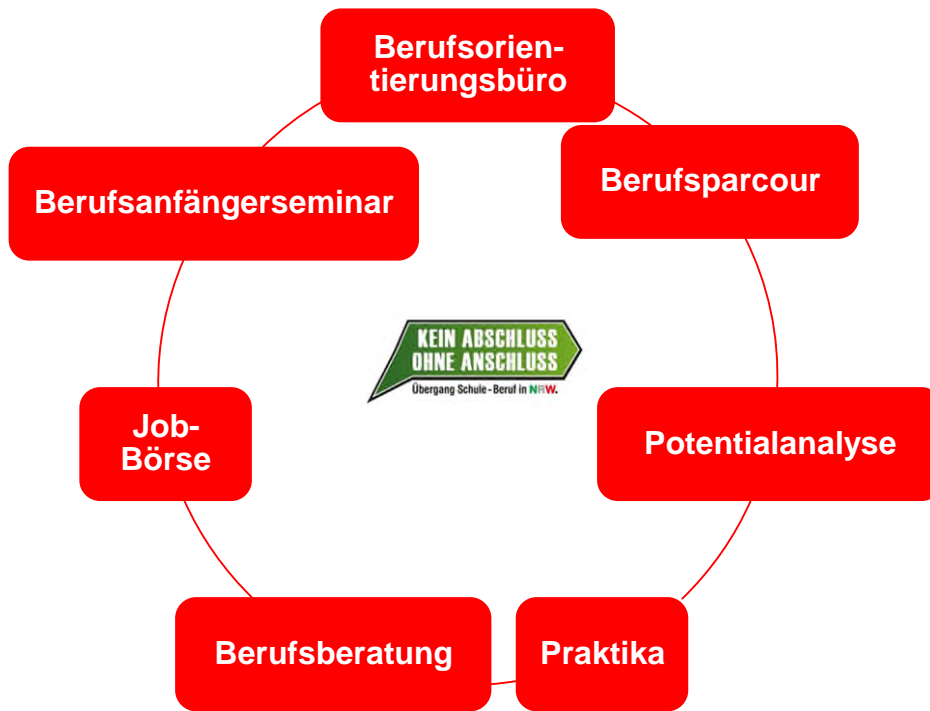 Berufsorien-
tierungsbüro
Berufsparcour
Berufsanfängerseminar
KEIN ABSCHLUSS
OHNE ANSCHLUSS
Übergang Schule-Beruf in NRW.
Job-
Börse
Potentialanalyse
Berufsberatung
Praktika